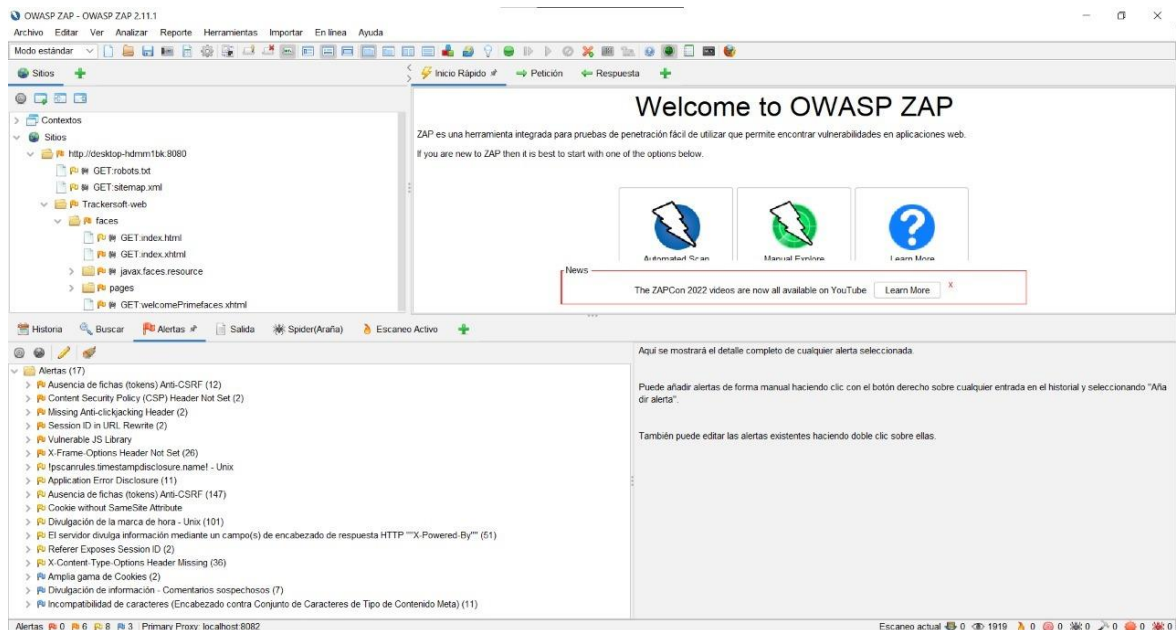 OWASP ZAP - OWASP ZAP 2.11.1
Archivo Editar Ver Analizar Reporte Herramientas Importar En línea Ayuda
Modo estándar
Sitios
Inicio Rápido Petición Respuesta
Contextos
Sitios
http://desktop-hdmm1bk:8080
GET:robots.txt
GET:sitemap.xml
Trackersoft-web
faces
GET:index.html
GET:index.xhtml
javax.faces.resource
pages
GET:welcomePrimefaces.xhtml
Welcome to OWASP ZAP
ZAP es una herramienta integrada para pruebas de penetración fácil de utilizar que permite encontrar vulnerabilidades en aplicaciones web.
If you are new to ZAP then it is best to start with one of the options below.
Automated Scan Manual Explore Learn More
News
The ZAPCon 2022 videos are now all available on YouTube Learn More X
Historia Buscar Alertas Salida Spider(Araña) Escaneo Activo
Alertas (17)
Ausencia de fichas (tokens) Anti-CSRF (12)
Content Security Policy (CSP) Header Not Set (2)
Missing Anti-clickjacking Header (2)
Session ID in URL Rewrite (2)
Vulnerable JS Library
X-Frame-Options Header Not Set (26)
!pscanrules.timestampdisclosure.name! - Unix
Application Error Disclosure (11)
Ausencia de fichas (tokens) Anti-CSRF (147)
Cookie without SameSite Attribute
Divulgación de la marca de hora - Unix (101)
El servidor divulga información mediante un campo(s) de encabezado de respuesta HTTP ""X-Powered-By"" (51)
Referer Exposes Session ID (2)
X-Content-Type-Options Header Missing (36)
Amplia gama de Cookies (2)
Divulgación de información - Comentarios sospechosos (7)
Incompatibilidad de caracteres (Encabezado contra Conjunto de Caracteres de Tipo de Contenido Meta) (11)
Aquí se mostrará el detalle completo de cualquier alerta seleccionada.
Puede añadir alertas de forma manual haciendo clic con el botón derecho sobre cualquier entrada en el historial y seleccionando "Aña
dir alerta".
También puede editar las alertas existentes haciendo doble clic sobre ellas.
Alertas 0 6 8 3 Primary Proxy: localhost:8082
Escaneo actual 0 1919 0 0 0 0 0 0